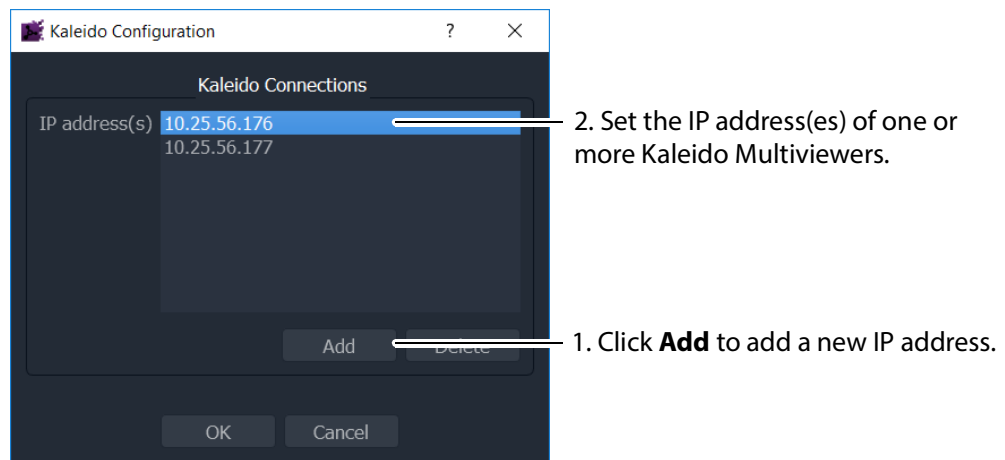 Kaleido Configuration ? ×
Kaleido Connections
IP address(s) 10.25.56.176
10.25.56.177
2. Set the IP address(es) of one or
more Kaleido Multiviewers.
Add Delete
1. Click Add to add a new IP address.
OK Cancel